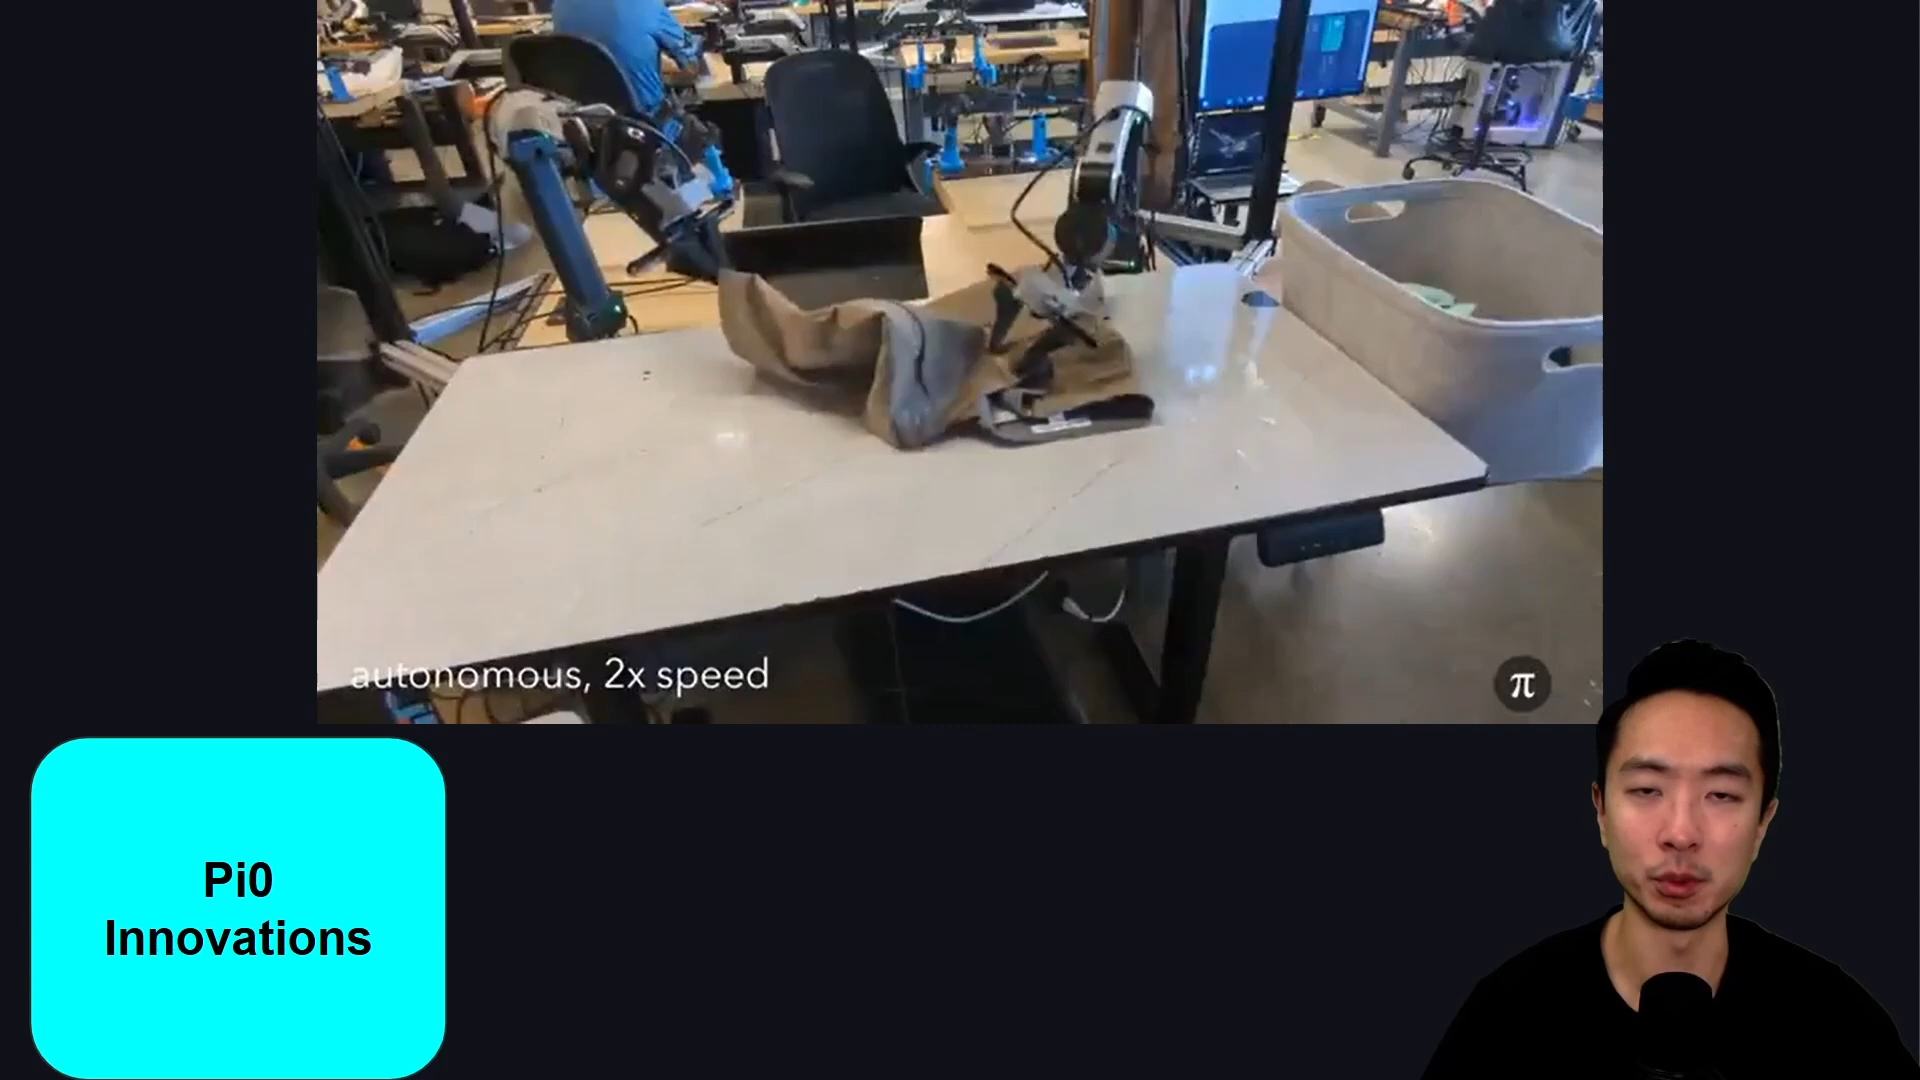 autonomous, 2x speed
π
Pi0
Innovations